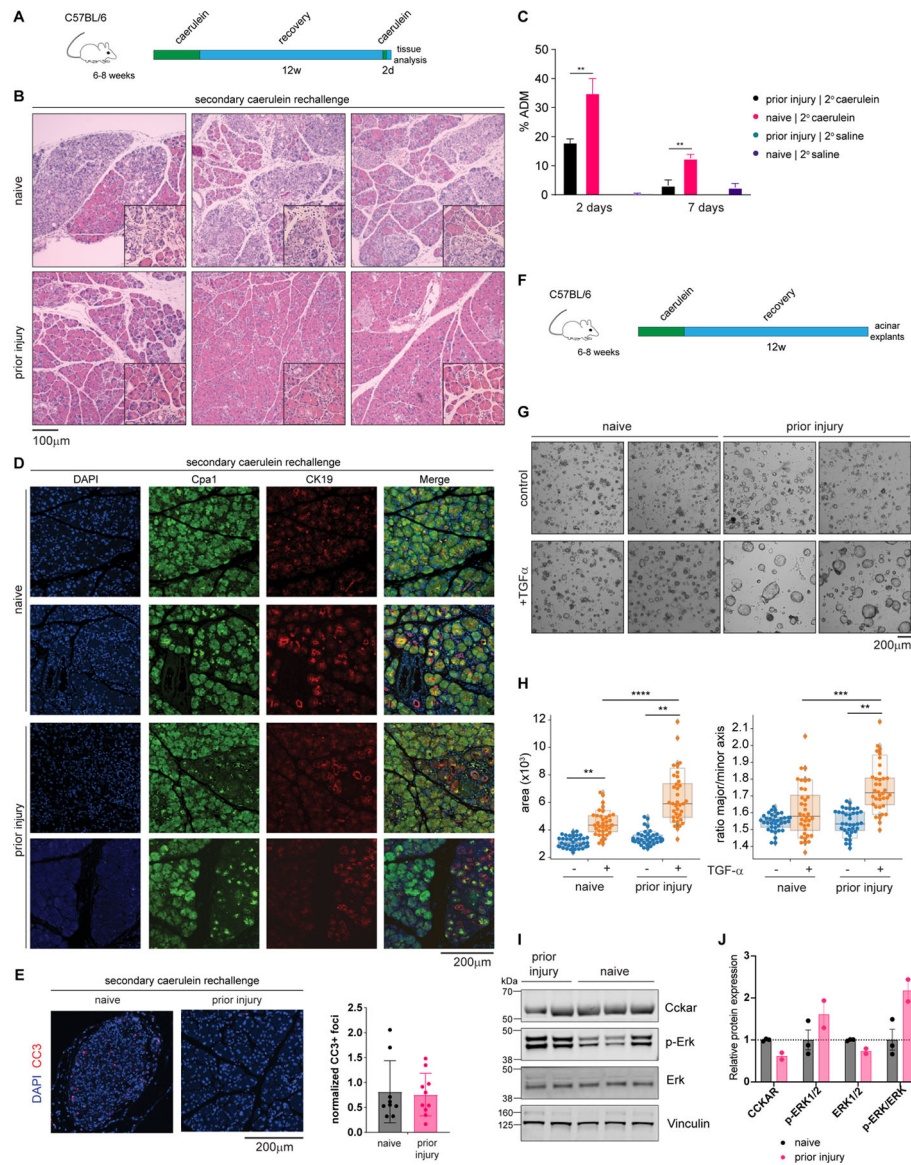 A
C57BL/6
6-8 weeks
caerulein
recovery
caerulein
12w
2d
tissue
analysis
B
secondary caerulein rechallenge
naive
prior injury
100μm
C
% ADM
50
40
30
20
10
0
2 days
7 days
**
**
prior injury | 2° caerulein
naive | 2° caerulein
prior injury | 2° saline
naive | 2° saline
D
secondary caerulein rechallenge
DAPI
Cpa1
CK19
Merge
naive
prior injury
200μm
E
secondary caerulein rechallenge
naive
prior injury
DAPI CC3
200μm
normalized CC3+ foci
2.5
2.0
1.5
1.0
0.5
0.0
naive
prior
injury
F
C57BL/6
6-8 weeks
caerulein
recovery
12w
acinar
explants
G
naive
prior injury
control
+TGFα
200μm
H
area (x10³)
12
10
8
6
4
2
****
**
**
- + - +
naive
prior injury
TGF-α
ratio major/minor axis
2.1
2.0
1.9
1.8
1.7
1.6
1.5
1.4
***
**
- + - +
naive
prior injury
I
prior
injury
naive
kDa
70
50
Cckar
50
38
p-Erk
50
38
Erk
160
125
Vinculin
J
Relative protein expression
3
2
1
0
CCKAR
p-ERK1/2
ERK1/2
p-ERK/ERK
naive
prior injury